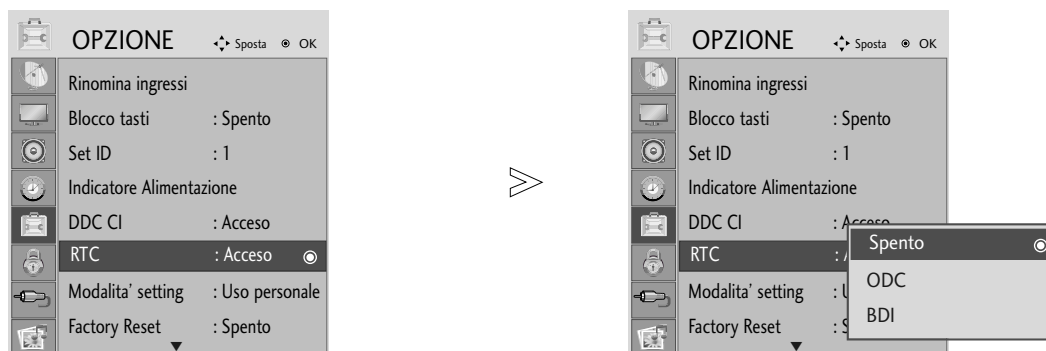 OPZIONE Sposta OK
Rinomina ingressi
Blocco tasti : Spento
Set ID : 1
Indicatore Alimentazione
DDC CI : Acceso
RTC : Acceso
Modalita' setting : Uso personale
Factory Reset : Spento
OPZIONE Sposta OK
Rinomina ingressi
Blocco tasti : Spento
Set ID : 1
Indicatore Alimentazione
DDC CI : Acceso
RTC : A
Modalita' setting : U
Factory Reset : S
Spento
ODC
BDI